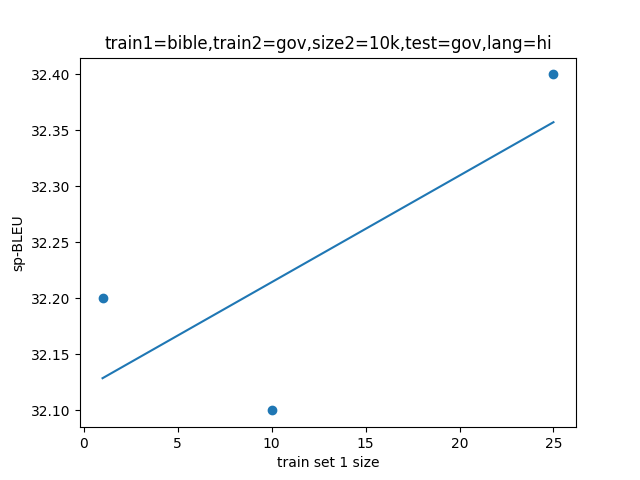 train1=bible,train2=gov,size2=10k,test=gov,lang=hi
32.40
32.35
32.30
32.25
32.20
32.15
32.10
sp-BLEU
0 5 10 15 20 25
train set 1 size